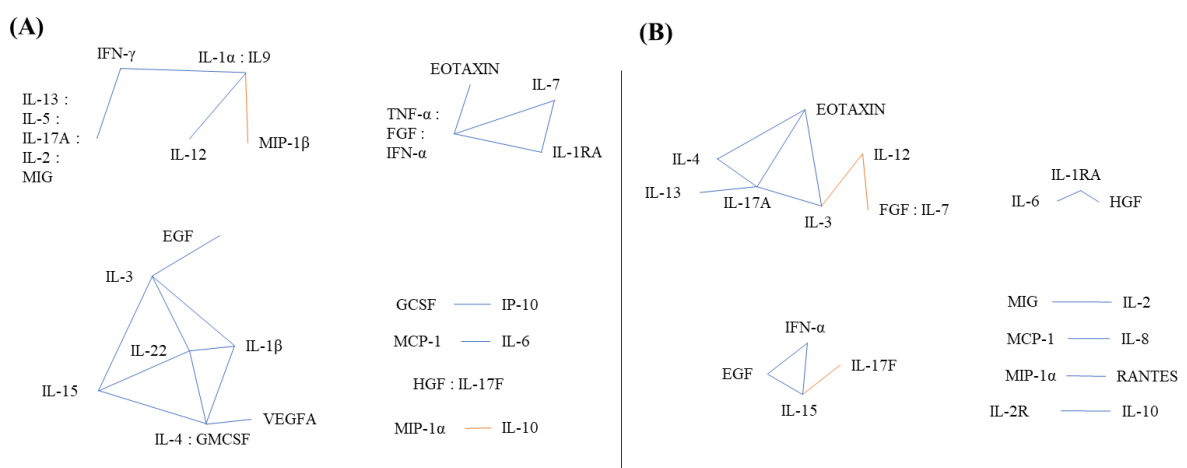 (A)
IFN-γ
IL-1α : IL9
IL-13 :
IL-5 :
IL-17A :
IL-2 :
MIG
IL-12
MIP-1β
EOTAXIN
IL-7
TNF-α :
FGF :
IFN-α
IL-1RA
EGF
IL-3
IL-22
IL-1β
IL-15
VEGFA
IL-4 : GMCSF
GCSF IP-10
MCP-1 IL-6
HGF : IL-17F
MIP-1α IL-10
(B)
EOTAXIN
IL-4
IL-12
IL-13
IL-17A
IL-3
FGF : IL-7
IL-1RA
IL-6
HGF
IFN-α
IL-17F
EGF
IL-15
MIG IL-2
MCP-1 IL-8
MIP-1α RANTES
IL-2R IL-10